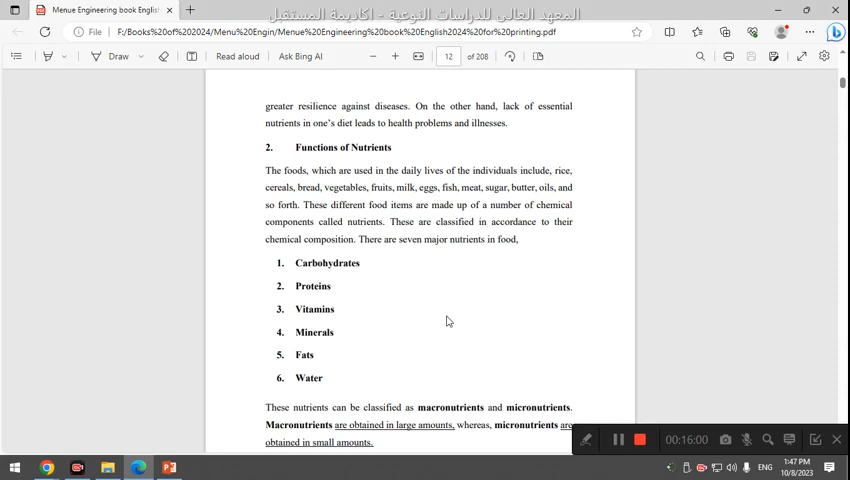 المعهد العالى للدراسات النوعية - اكاديمة المستقبل
Menue Engineering book English
File F:/Books%20of%202024/Menu%20Engin/Menue%20Engineering%20book%20English2024%20for%20printing.pdf
Draw Read aloud Ask Bing AI 12 of 208
greater resilience against diseases. On the other hand, lack of essential
nutrients in one's diet leads to health problems and illnesses.
2. Functions of Nutrients
The foods, which are used in the daily lives of the individuals include, rice,
cereals, bread, vegetables, fruits, milk, eggs, fish, meat, sugar, butter, oils, and
so forth. These different food items are made up of a number of chemical
components called nutrients. These are classified in accordance to their
chemical composition. There are seven major nutrients in food,
1. Carbohydrates
2. Proteins
3. Vitamins
4. Minerals
5. Fats
6. Water
These nutrients can be classified as macronutrients and micronutrients.
Macronutrients are obtained in large amounts, whereas, micronutrients are
obtained in small amounts.
00:16:00
ENG
1:47 PM
10/8/2023